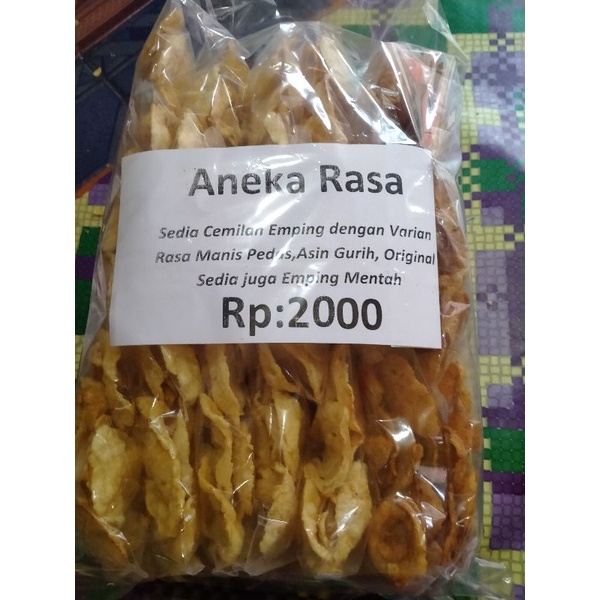 Aneka Rasa
Sedia Cemilan Emping dengan Varian
Rasa Manis Pedas,Asin Gurih, Original
Sedia juga Emping Mentah
Rp:2000